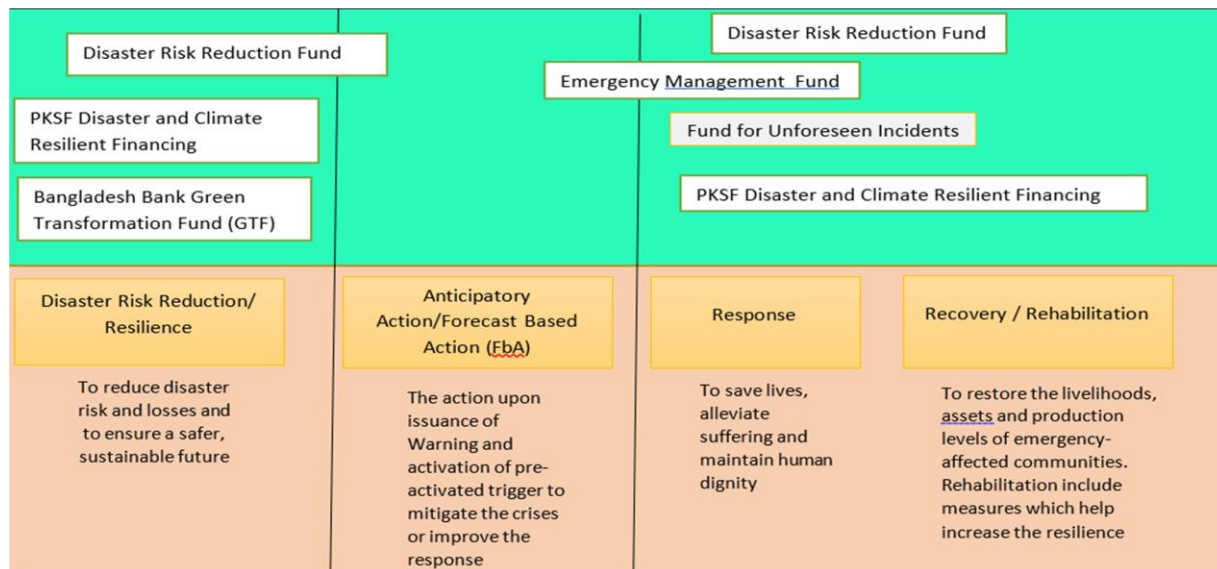 Disaster Risk Reduction Fund
PKSF Disaster and Climate
Resilient Financing
Bangladesh Bank Green
Transformation Fund (GTF)
Disaster Risk Reduction Fund
Emergency Management Fund
Fund for Unforeseen Incidents
PKSF Disaster and Climate Resilient Financing
Disaster Risk Reduction/
Resilience
To reduce disaster
risk and losses and
to ensure a safer,
sustainable future
Anticipatory
Action/Forecast Based
Action (FbA)
The action upon
issuance of
Warning and
activation of pre-
activated trigger to
mitigate the crises
or improve the
response
Response
To save lives,
alleviate
suffering and
maintain human
dignity
Recovery / Rehabilitation
To restore the livelihoods,
assets and production
levels of emergency-
affected communities.
Rehabilitation include
measures which help
increase the resilience